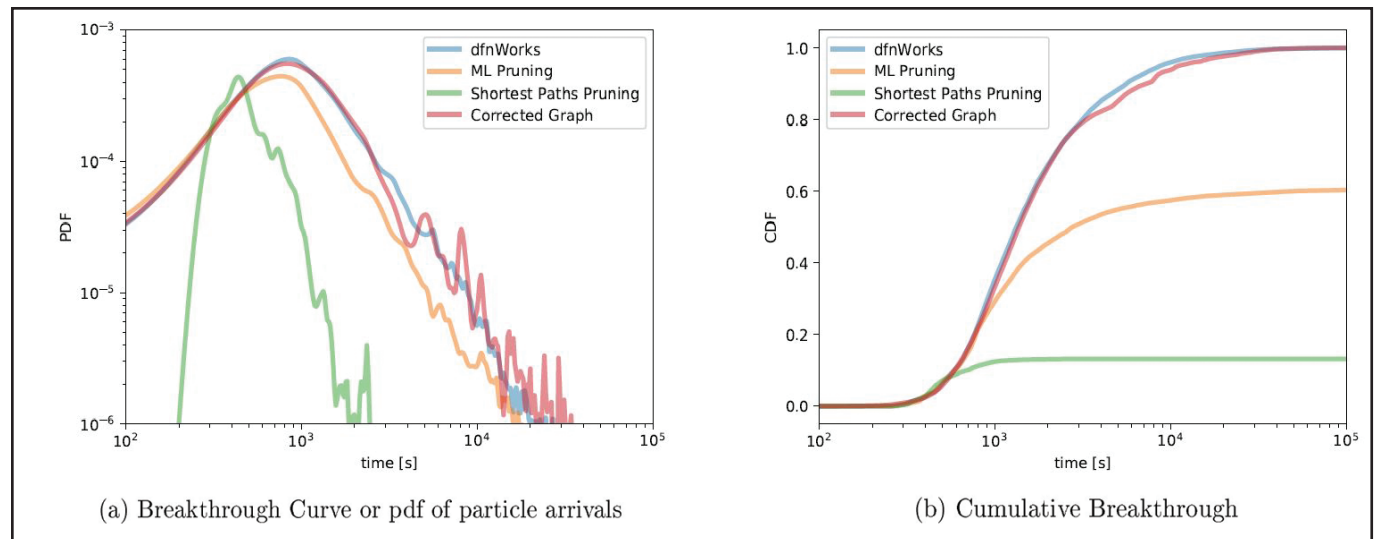 10⁻³
10⁻⁴
10⁻⁵
10⁻⁶
PDF
dfnWorks
ML Pruning
Shortest Paths Pruning
Corrected Graph
10² 10³ 10⁴ 10⁵
time [s]
(a) Breakthrough Curve or pdf of particle arrivals
1.0
0.8
0.6
0.4
0.2
0.0
CDF
dfnWorks
ML Pruning
Shortest Paths Pruning
Corrected Graph
10² 10³ 10⁴ 10⁵
time [s]
(b) Cumulative Breakthrough